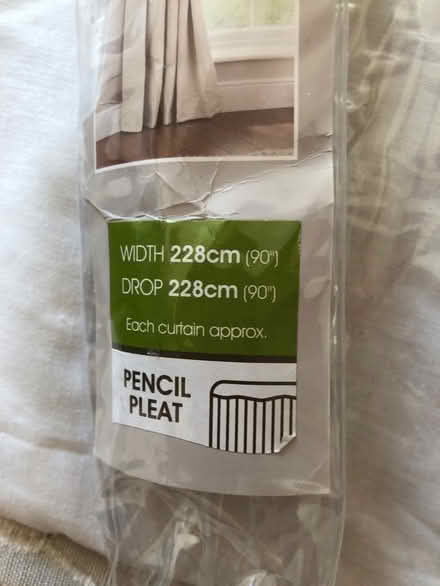 WIDTH 228cm (90")
DROP 228cm (90")
Each curtain approx.
PENCIL
PLEAT